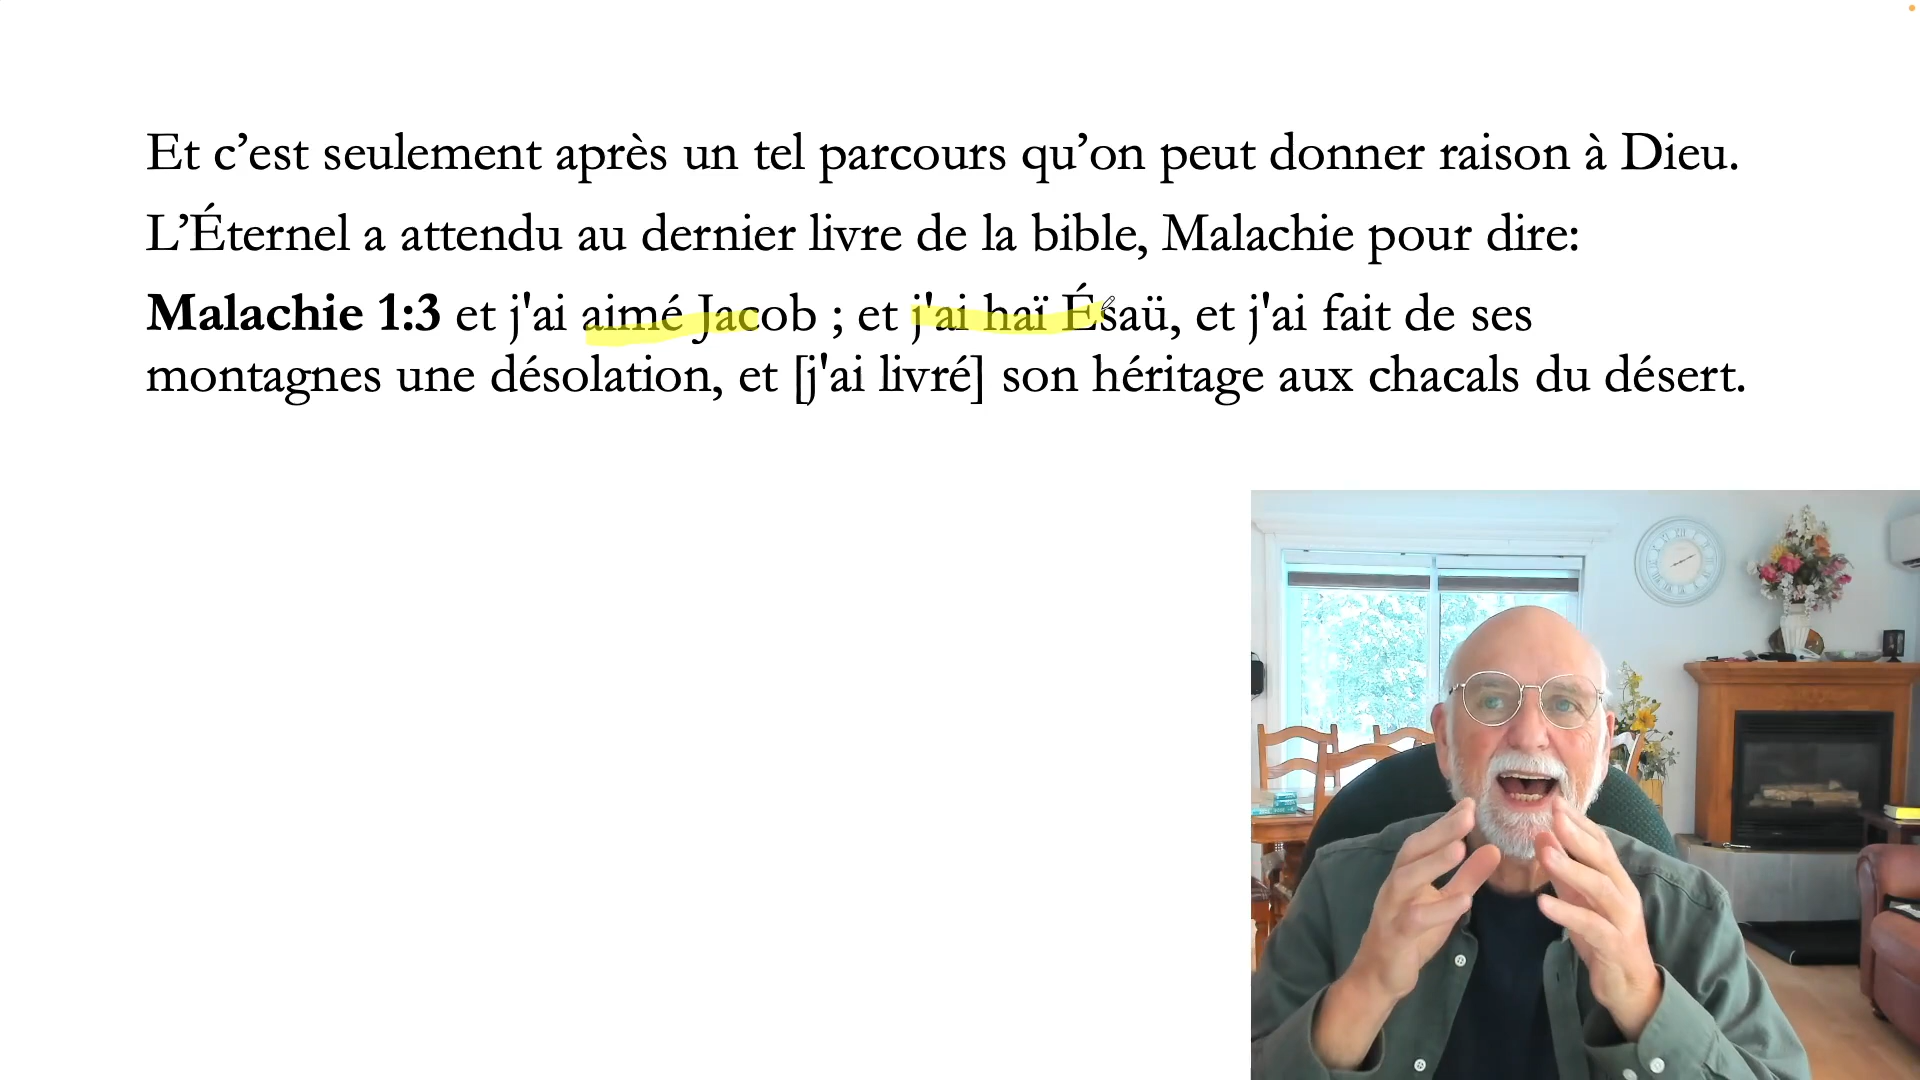 Et c’est seulement après un tel parcours qu’on peut donner raison à Dieu.
L’Éternel a attendu au dernier livre de la bible, Malachie pour dire:
Malachie 1:3 et j'ai aimé Jacob ; et j'ai haï Ésaü, et j'ai fait de ses
montagnes une désolation, et [j'ai livré] son héritage aux chacals du désert.